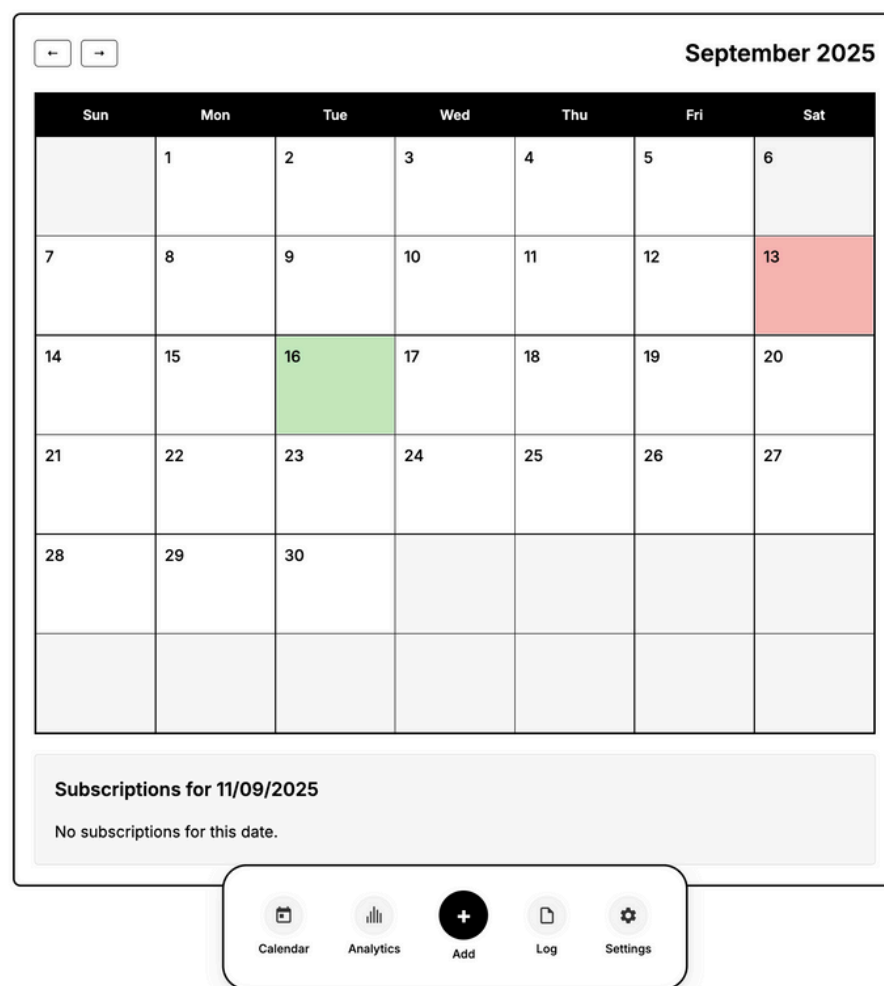 ← → September 2025
Sun Mon Tue Wed Thu Fri Sat
1 2 3 4 5 6
7 8 9 10 11 12 13
14 15 16 17 18 19 20
21 22 23 24 25 26 27
28 29 30
Subscriptions for 11/09/2025
No subscriptions for this date.
+
Calendar Analytics Add Log Settings